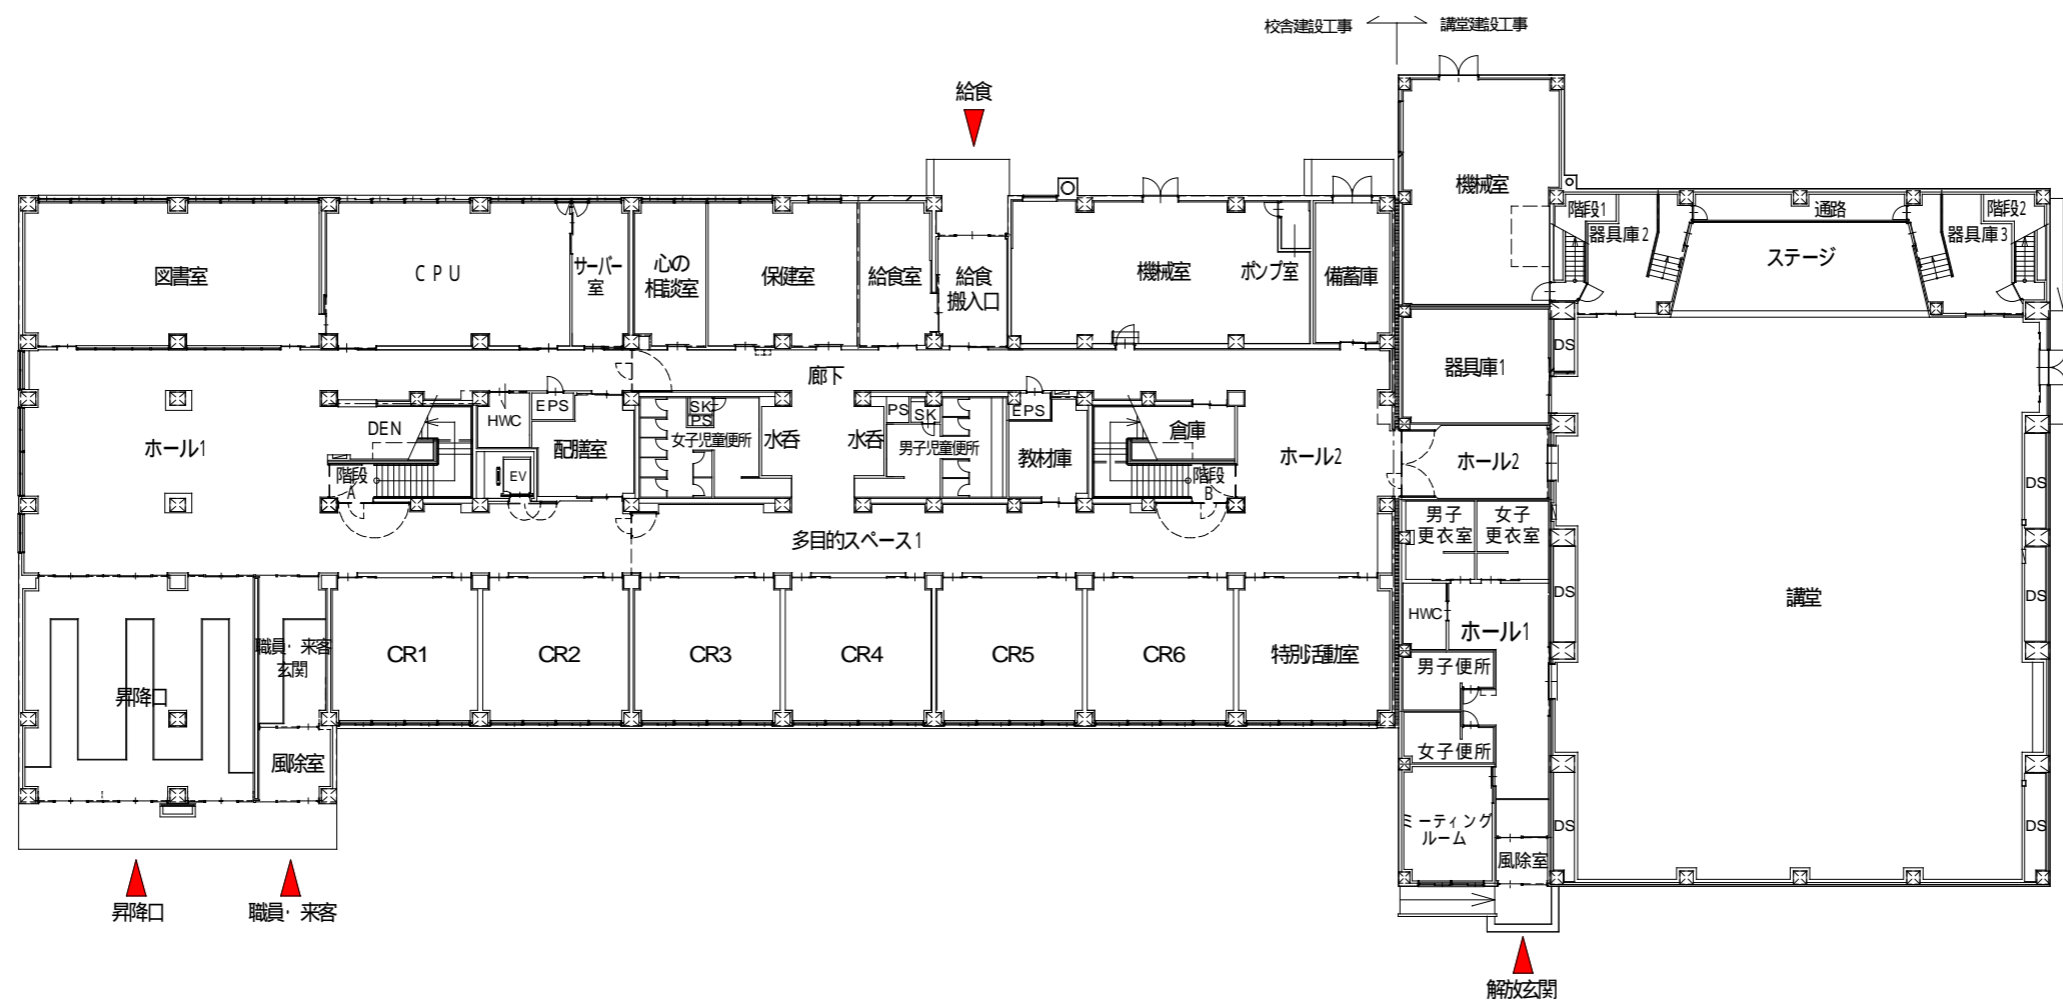 校舎建設工事
講堂建設工事
給食
機械室
階段1
器具庫2
通路
階段2
器具庫3
ステージ
図書室
CPU
サーバー
室
心の
相談室
保健室
給食室
給食
搬入口
機械室
ポンプ室
備蓄庫
器具庫1
DS
廊下
ホール1
DEN
HWC
EPS
配膳室
EV
階段
A
SK
PS
女子児童便所
水呑
水呑
PS
SK
男子児童便所
EPS
教材庫
倉庫
階段
B
ホール2
ホール2
DS
多目的スペース1
男子
更衣室
女子
更衣室
HWC
ホール1
DS
DS
講堂
昇降口
職員・来客
玄関
風除室
CR1
CR2
CR3
CR4
CR5
CR6
特別活動室
男子便所
女子便所
ミーティング
ルーム
風除室
DS
DS
昇降口
職員・来客
解放玄関